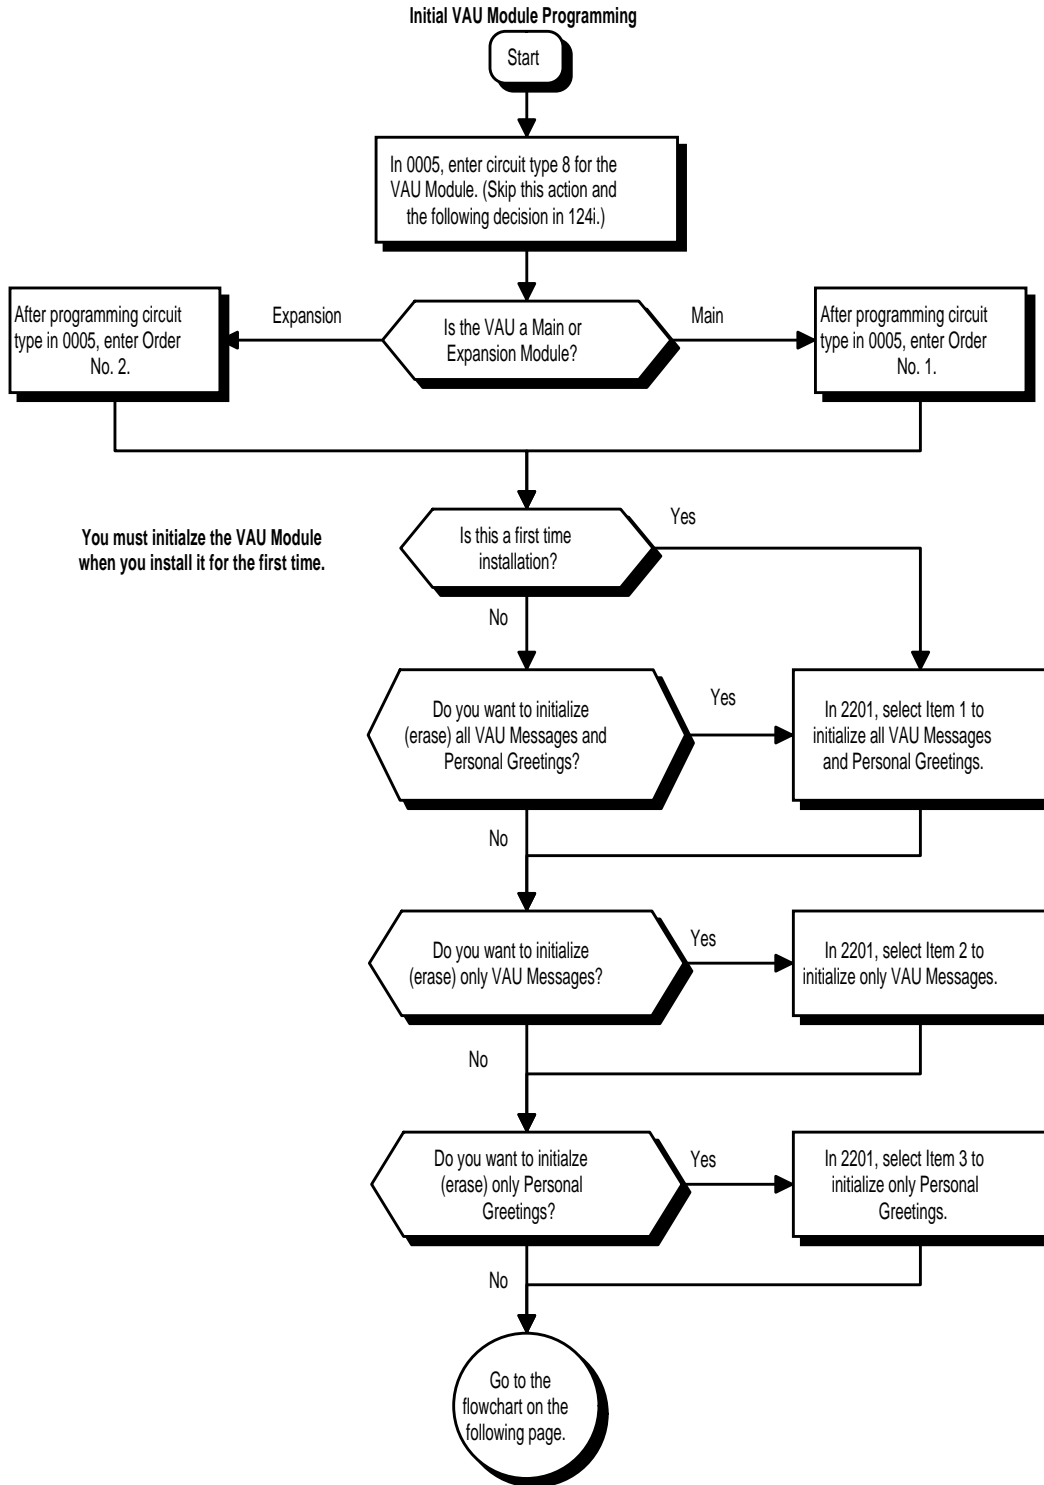 Initial VAU Module Programming
Start
In 0005, enter circuit type 8 for the
VAU Module. (Skip this action and
the following decision in 124i.)
After programming circuit
type in 0005, enter Order
No. 2.
Expansion
Is the VAU a Main or
Expansion Module?
Main
After programming circuit
type in 0005, enter Order
No. 1.
You must initialze the VAU Module
when you install it for the first time.
Is this a first time
installation?
Yes
No
Do you want to initialize
(erase) all VAU Messages and
Personal Greetings?
Yes
In 2201, select Item 1 to
initialize all VAU Messages
and Personal Greetings.
No
Do you want to initialize
(erase) only VAU Messages?
Yes
In 2201, select Item 2 to
initialize only VAU Messages.
No
Do you want to initialze
(erase) only Personal
Greetings?
Yes
In 2201, select Item 3 to
initialize only Personal
Greetings.
No
Go to the
flowchart on the
following page.